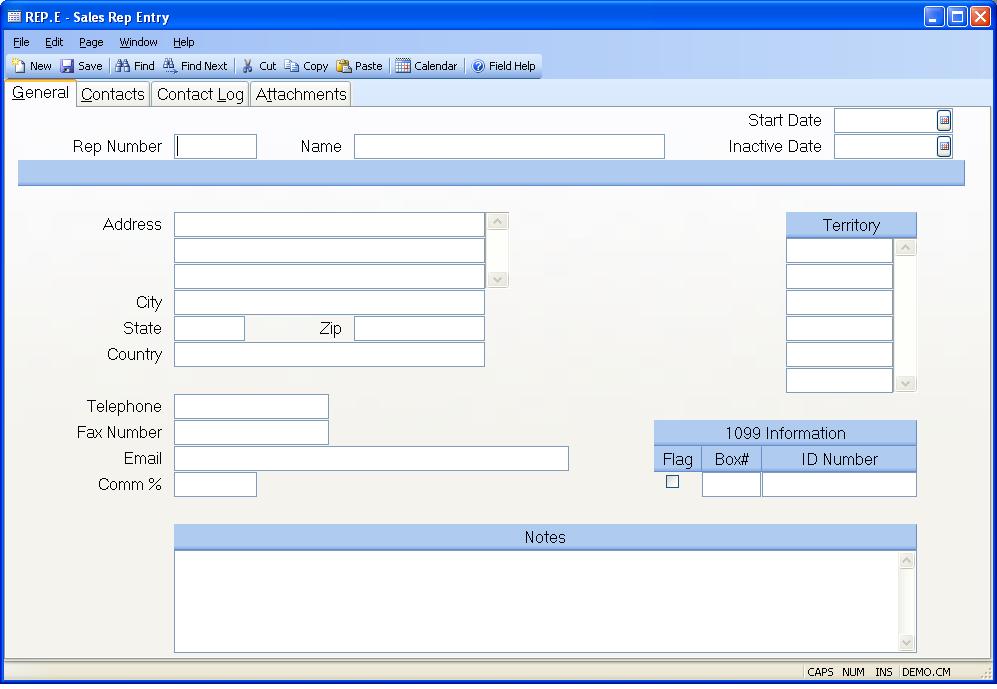 REP.E - Sales Rep Entry
File Edit Page Window Help
New Save Find Find Next Cut Copy Paste Calendar Field Help
General Contacts Contact Log Attachments
Start Date
Rep Number Name Inactive Date
Address Territory
City
State Zip
Country
Telephone
Fax Number 1099 Information
Email Flag Box# ID Number
Comm %
Notes
CAPS NUM INS DEMO.CM